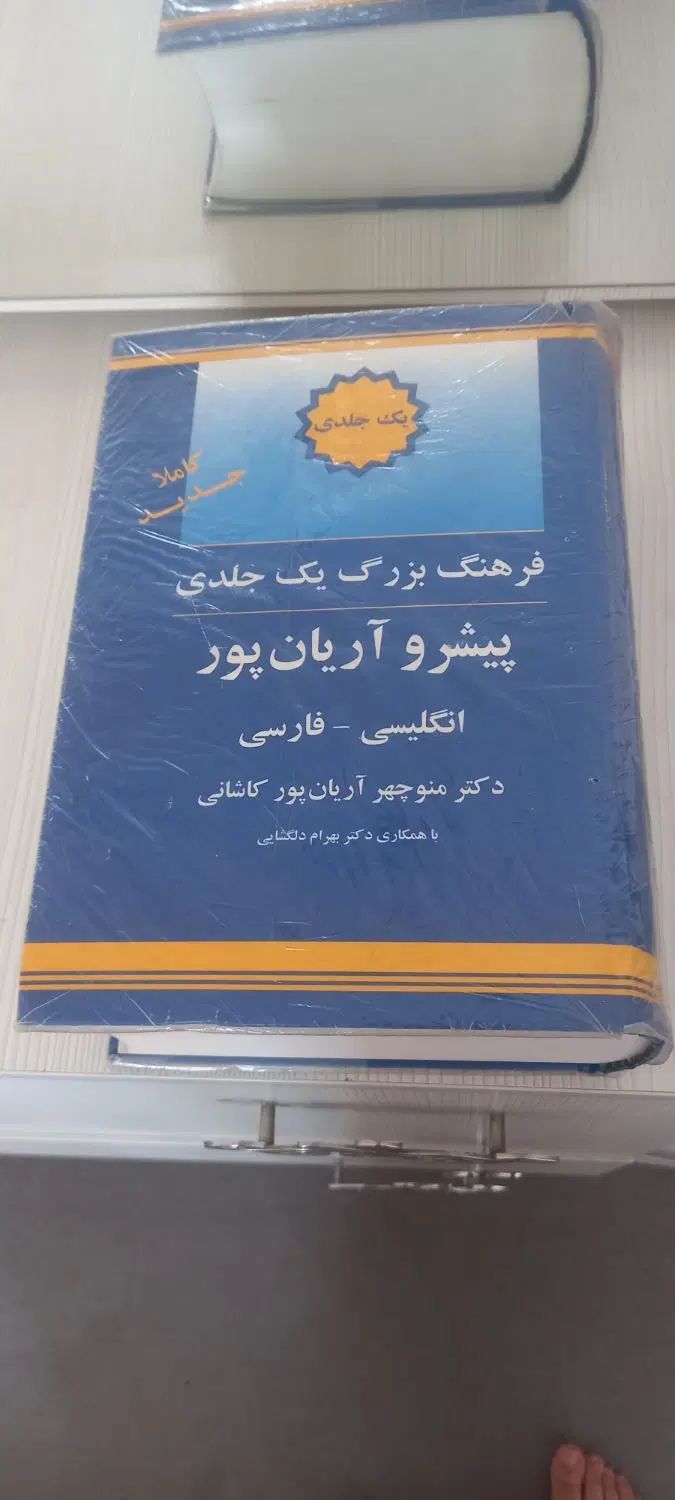 یک جلدی
کاملا
جدید
فرهنگ بزرگ یک جلدی
پیشرو آریان‌پور
انگلیسی - فارسی
دکتر منوچهر آریان‌پور کاشانی
با همکاری دکتر بهرام دلگشایی